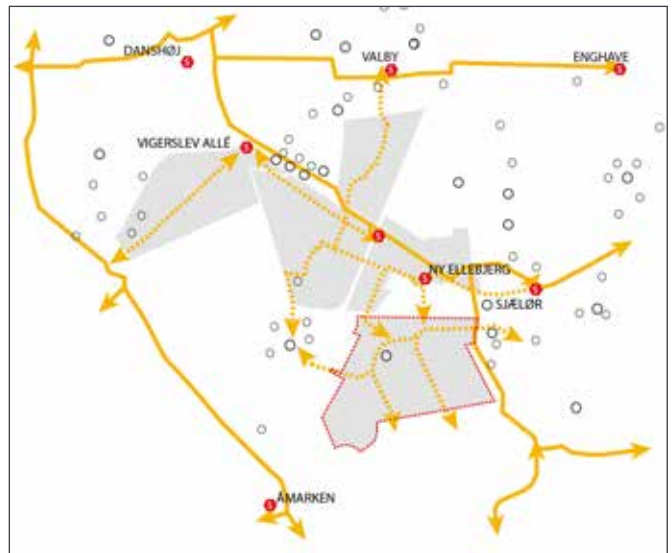 DANSHØJ
VALBY
ENGHAVE
VIGERSLEV ALLÉ
NY ELLEBJERG
SJÆLØR
ÅMARKEN